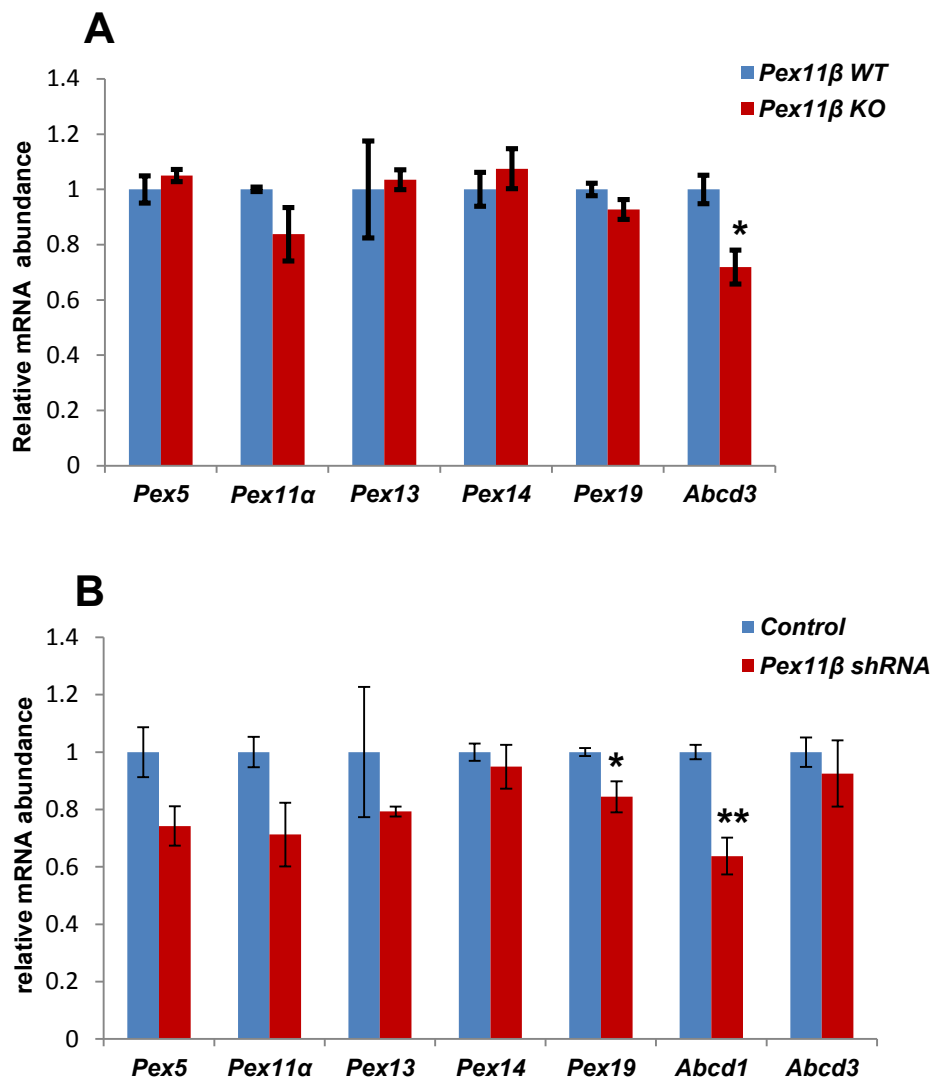 A
Pex11β WT
Pex11β KO
Relative mRNA abundance
1.4
1.2
1
0.8
0.6
0.4
0.2
0
*
Pex5 Pex11α Pex13 Pex14 Pex19 Abcd3
B
Control
Pex11β shRNA
relative mRNA abundance
1.4
1.2
1
0.8
0.6
0.4
0.2
0
*
**
Pex5 Pex11α Pex13 Pex14 Pex19 Abcd1 Abcd3